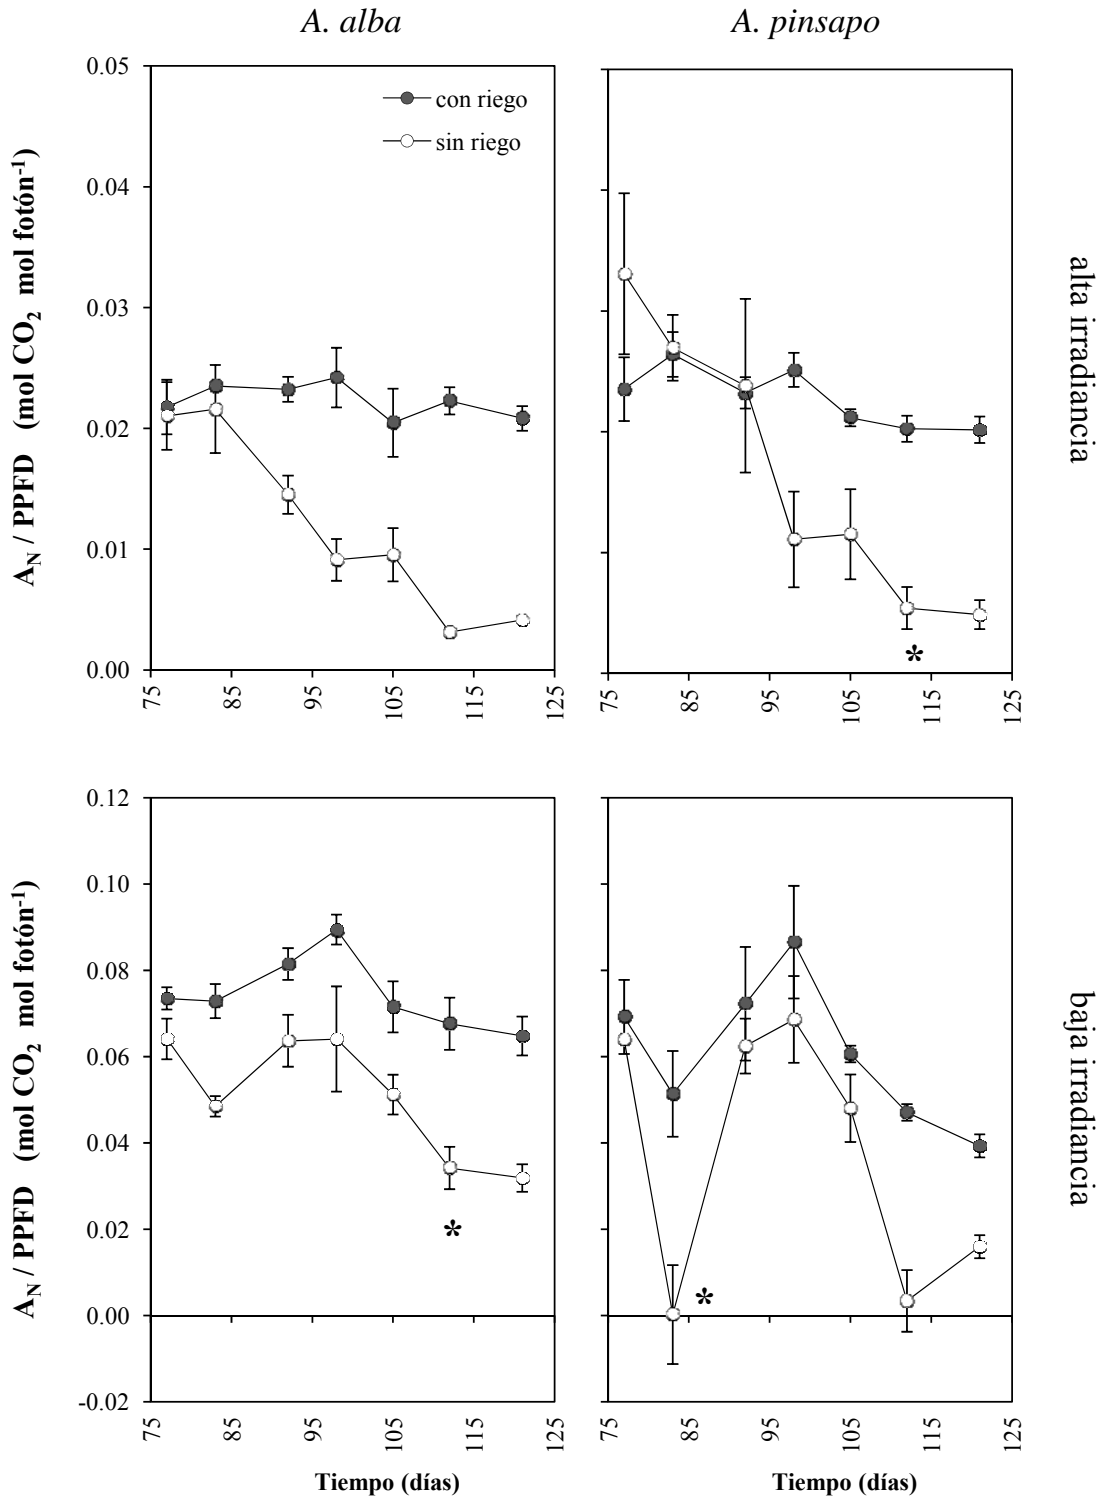 A. alba
A. pinsapo
0.05
0.04
0.03
0.02
0.01
0.00
A_N / PPFD (mol CO_2 mol fotón^-1)
con riego
sin riego
*
75 85 95 105 115 125
75 85 95 105 115 125
alta irradiancia
0.12
0.10
0.08
0.06
0.04
0.02
0.00
-0.02
A_N / PPFD (mol CO_2 mol fotón^-1)
*
*
75 85 95 105 115 125
75 85 95 105 115 125
Tiempo (días)
Tiempo (días)
baja irradiancia